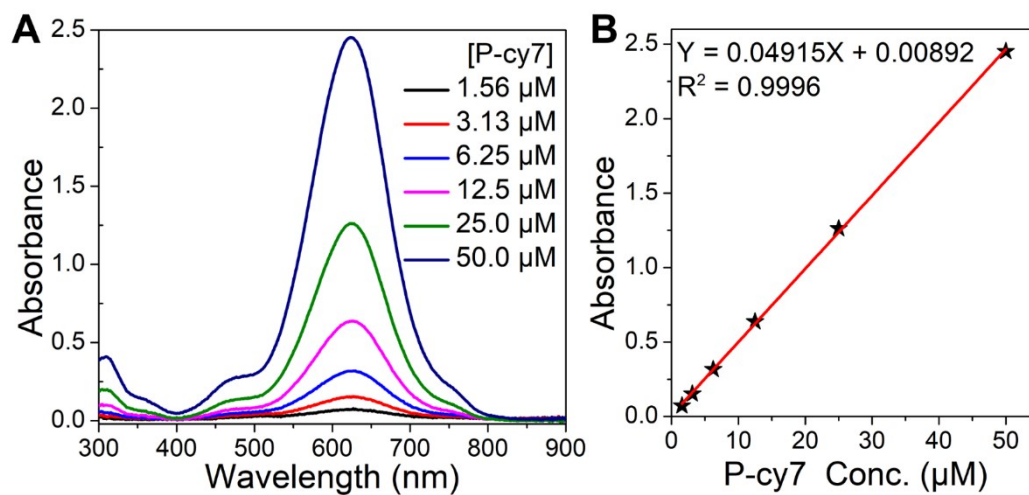 A
2.5
2.0
1.5
1.0
0.5
0.0
Absorbance
[P-cy7]
1.56 μM
3.13 μM
6.25 μM
12.5 μM
25.0 μM
50.0 μM
300 400 500 600 700 800 900
Wavelength (nm)
B
2.5
2.0
1.5
1.0
0.5
0.0
Absorbance
Y = 0.04915X + 0.00892
R² = 0.9996
0 10 20 30 40 50
P-cy7 Conc. (μM)